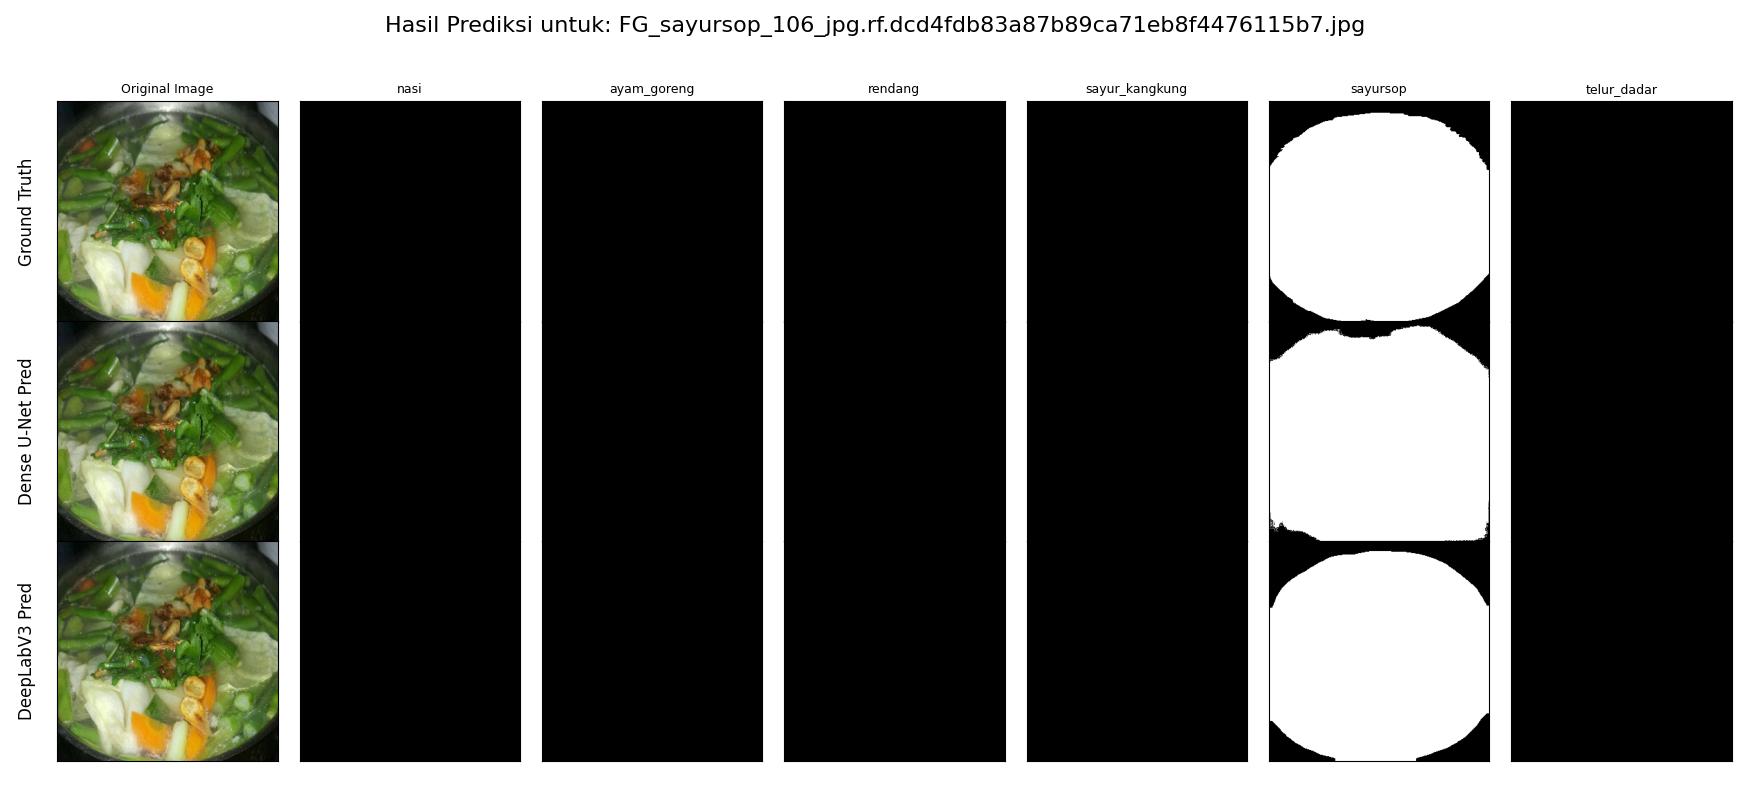 Hasil Prediksi untuk: FG_sayursop_106_jpg.rf.dcd4fdb83a87b89ca71eb8f4476115b7.jpg
Original Image
nasi
ayam_goreng
rendang
sayur_kangkung
sayursop
telur_dadar
Ground Truth
Dense U-Net Pred
DeepLabV3 Pred